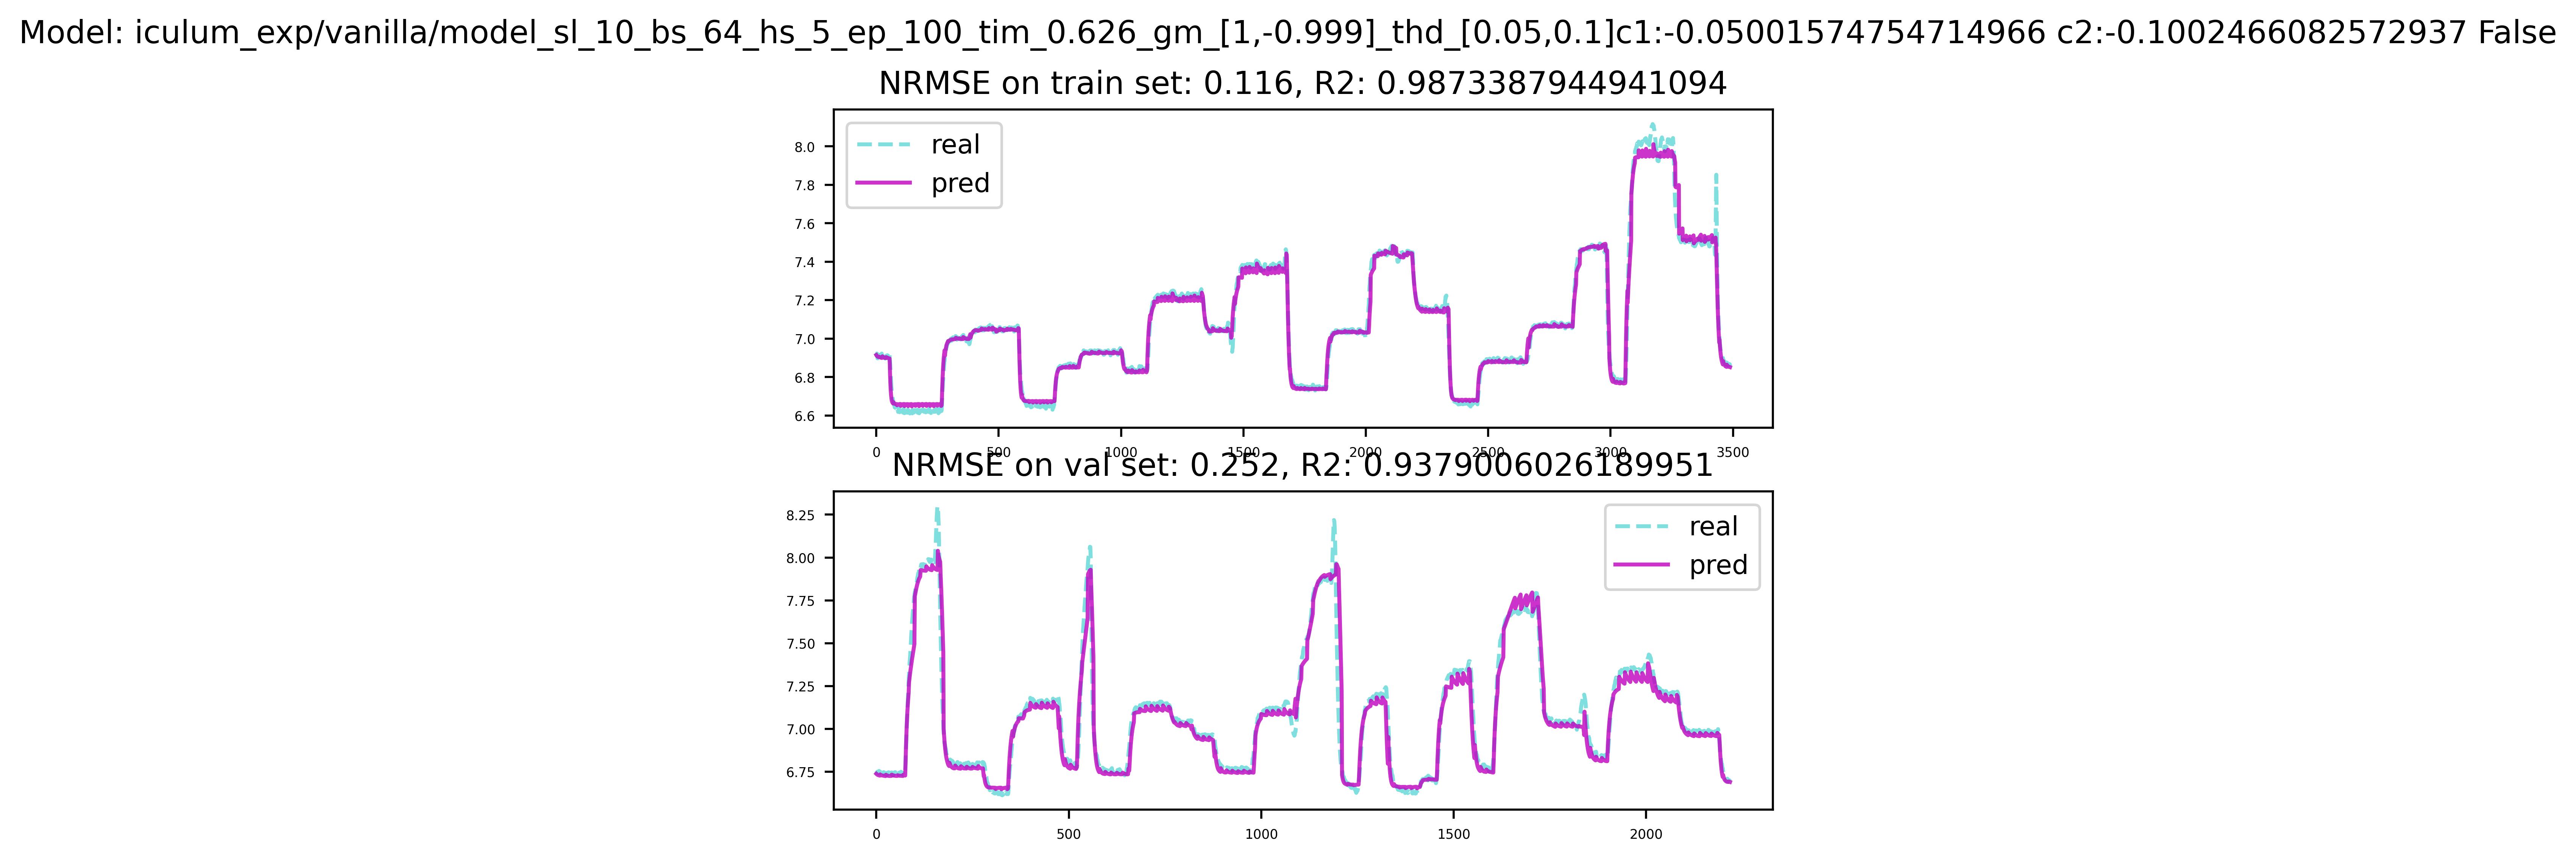 Model: iculum_exp/vanilla/model_sl_10_bs_64_hs_5_ep_100_tim_0.626_gm_[1,-0.999]_thd_[0.05,0.1]c1:-0.05001574754714966 c2:-0.1002466082572937 False
NRMSE on train set: 0.116, R2: 0.9873387944941094
real
pred
8.0
7.8
7.6
7.4
7.2
7.0
6.8
6.6
0 500 1000 1500 2000 2500 3000 3500
NRMSE on val set: 0.252, R2: 0.9379006026189951
real
pred
8.25
8.00
7.75
7.50
7.25
7.00
6.75
0 500 1000 1500 2000